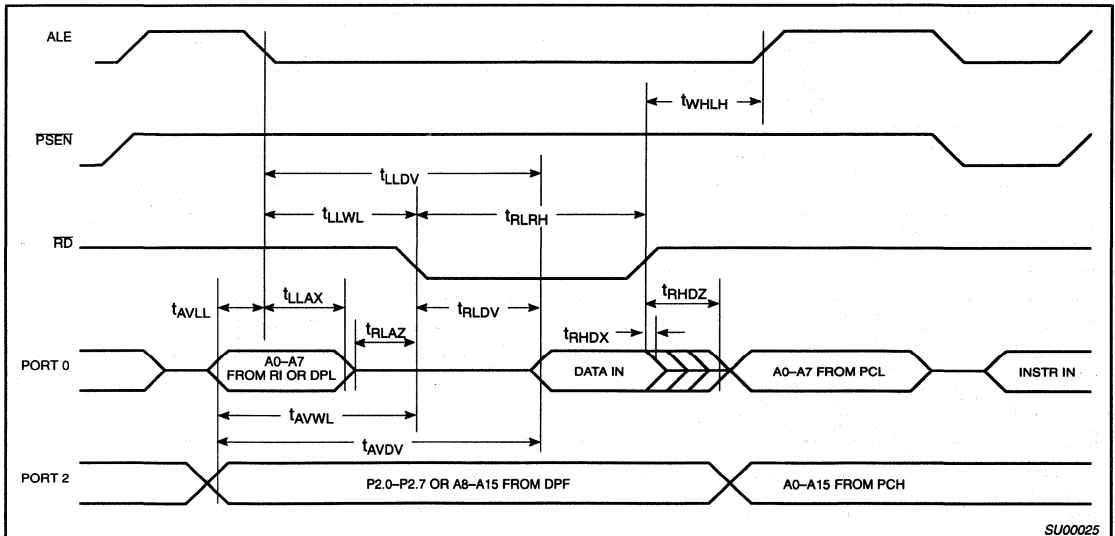 ALE
tWHLH
PSEN
tLLDV
tLLWL
tRLRH
RD
tAVLL
tLLAX
tRLDV
tRHDZ
tRLAZ
tRHDX
PORT 0
A0–A7
FROM RI OR DPL
DATA IN
A0–A7 FROM PCL
INSTR IN
tAVWL
tAVDV
PORT 2
P2.0–P2.7 OR A8–A15 FROM DPF
A0–A15 FROM PCH
SU00025